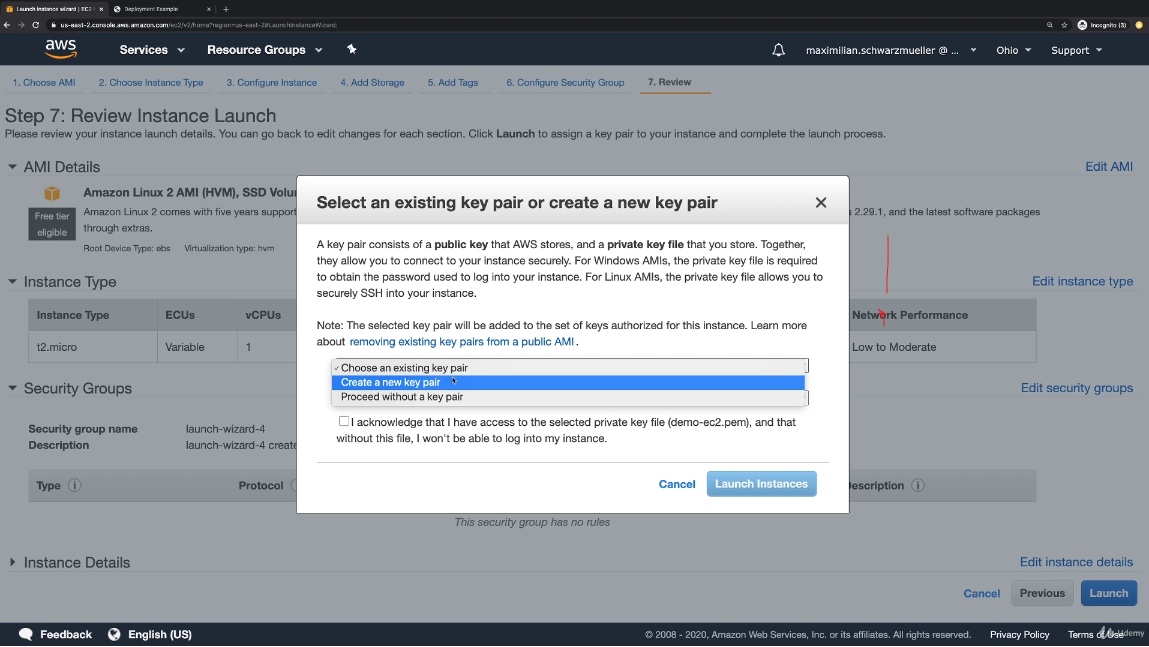 Launch instance wizard | EC2
Deployment Example
us-east-2.console.aws.amazon.com/ec2/v2/home?region=us-east-2#LaunchInstanceWizard:
Incognito (3)
aws
Services
Resource Groups
maximilian.schwarzmueller @ ...
Ohio
Support
1. Choose AMI
2. Choose Instance Type
3. Configure Instance
4. Add Storage
5. Add Tags
6. Configure Security Group
7. Review
Step 7: Review Instance Launch
Please review your instance launch details. You can go back to edit changes for each section. Click Launch to assign a key pair to your instance and complete the launch process.
AMI Details
Edit AMI
Amazon Linux 2 AMI (HVM), SSD Volu
Free tier
eligible
Amazon Linux 2 comes with five years support
s 2.29.1, and the latest software packages
through extras.
Root Device Type: ebs Virtualization type: hvm
Instance Type
Edit instance type
Instance Type
ECUs
vCPUs
Network Performance
t2.micro
Variable
1
Low to Moderate
Security Groups
Edit security groups
Security group name
launch-wizard-4
Description
launch-wizard-4 create
Type
Protocol
Description
This security group has no rules
Instance Details
Edit instance details
Cancel
Previous
Launch
Select an existing key pair or create a new key pair
A key pair consists of a public key that AWS stores, and a private key file that you store. Together,
they allow you to connect to your instance securely. For Windows AMIs, the private key file is required
to obtain the password used to log into your instance. For Linux AMIs, the private key file allows you to
securely SSH into your instance.
Note: The selected key pair will be added to the set of keys authorized for this instance. Learn more
about removing existing key pairs from a public AMI .
Choose an existing key pair
Create a new key pair
Proceed without a key pair
I acknowledge that I have access to the selected private key file (demo-ec2.pem), and that
without this file, I won't be able to log into my instance.
Cancel
Launch Instances
Feedback
English (US)
© 2008 - 2020, Amazon Web Services, Inc. or its affiliates. All rights reserved.
Privacy Policy
Terms of Use
Udemy